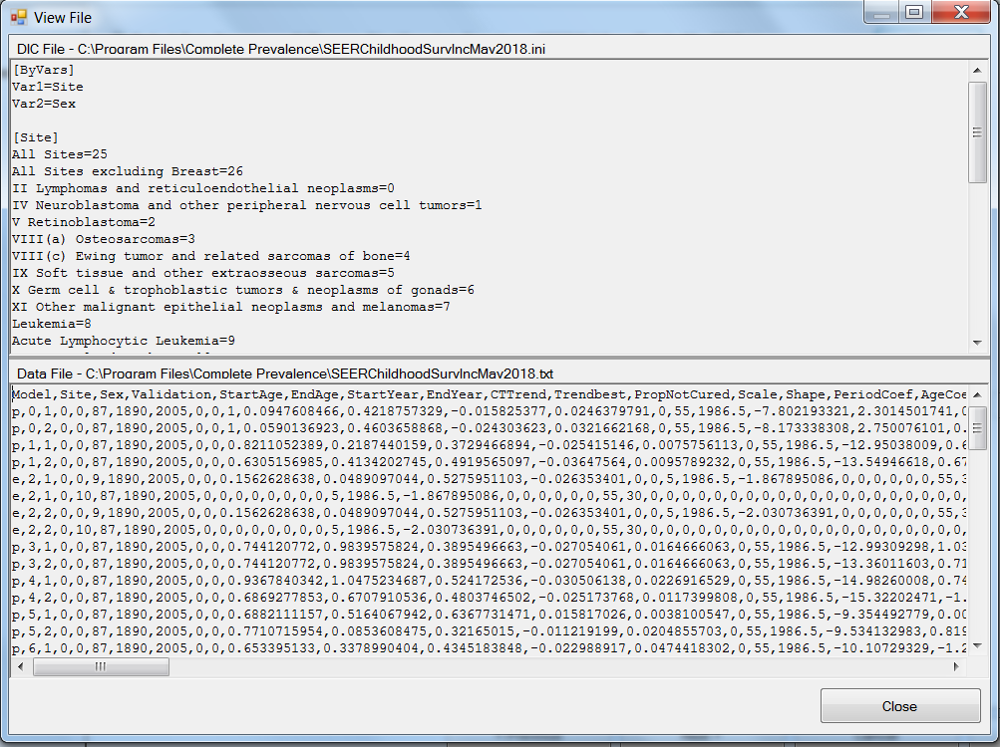 View File
DIC File - C:\Program Files\Complete Prevalence\SEERChildhoodSurvIncMay2018.ini
[ByVars]
Var1=Site
Var2=Sex
[Site]
All Sites=25
All Sites excluding Breast=26
II Lymphomas and reticuloendothelial neoplasms=0
IV Neuroblastoma and other peripheral nervous cell tumors=1
V Retinoblastoma=2
VIII(a) Osteosarcomas=3
VIII(c) Ewing tumor and related sarcomas of bone=4
IX Soft tissue and other extraosseous sarcomas=5
X Germ cell & trophoblastic tumors & neoplasms of gonads=6
XI Other malignant epithelial neoplasms and melanomas=7
Leukemia=8
Acute Lymphocytic Leukemia=9
Data File - C:\Program Files\Complete Prevalence\SEERChildhoodSurvIncMay2018.txt
Model,Site,Sex,Validation,StartAge,EndAge,StartYear,EndYear,CTTrend,Trendbest,PropNotCured,Scale,Shape,PeriodCoef,AgeCoe
p,0,1,0,0,87,1890,2005,0,0,1,0.0947608466,0.4218757329,-0.015825377,0.0246379791,0,55,1986.5,-7.802193321,2.3014501741,0
p,0,2,0,0,87,1890,2005,0,0,1,0.0590136923,0.4603658868,-0.024303623,0.0321662168,0,55,1986.5,-8.173338308,2.750076101,0.
p,1,1,0,0,87,1890,2005,0,0,0.8211052389,0.2187440159,0.3729466894,-0.025415146,0.0075756113,0,55,1986.5,-12.95038009,0.6
p,1,2,0,0,87,1890,2005,0,0,0.6305156985,0.4134202745,0.4919565097,-0.03647564,0.0095789232,0,55,1986.5,-13.54946618,0.67
e,2,1,0,0,9,1890,2005,0,0,0.1562628638,0.0489097044,0.5275951103,-0.026353401,0,0,5,1986.5,-1.867895086,0,0,0,0,0,0,55,3
e,2,1,0,10,87,1890,2005,0,0,0,0,0,0,0,5,1986.5,-1.867895086,0,0,0,0,0,0,55,30,0,0,0,0,0,0,0,0,0,0,0,0,0,0,0,0,0,0,0,0,
e,2,2,0,0,9,1890,2005,0,0,0.1562628638,0.0489097044,0.5275951103,-0.026353401,0,0,5,1986.5,-2.030736391,0,0,0,0,0,0,55,3
e,2,2,0,10,87,1890,2005,0,0,0,0,0,0,0,5,1986.5,-2.030736391,0,0,0,0,0,0,55,30,0,0,0,0,0,0,0,0,0,0,0,0,0,0,0,0,0,0,0,0,
p,3,1,0,0,87,1890,2005,0,0,0.744120772,0.9839575824,0.3895496663,-0.027054061,0.0164666063,0,55,1986.5,-12.99309298,1.03
p,3,2,0,0,87,1890,2005,0,0,0.744120772,0.9839575824,0.3895496663,-0.027054061,0.0164666063,0,55,1986.5,-13.36011603,0.71
p,4,1,0,0,87,1890,2005,0,0,0.9367840342,1.0475234687,0.524172536,-0.030506138,0.0226916529,0,55,1986.5,-14.98260008,0.74
p,4,2,0,0,87,1890,2005,0,0,0.6869277853,0.6707910536,0.4803746502,-0.025173768,0.0117399808,0,55,1986.5,-15.32202471,-1.
p,5,1,0,0,87,1890,2005,0,0,0.6882111157,0.5164067942,0.6367731471,0.015817026,0.0038100547,0,55,1986.5,-9.354492779,0.00
p,5,2,0,0,87,1890,2005,0,0,0.7710715954,0.0853608475,0.32165015,-0.011219199,0.0204855703,0,55,1986.5,-9.534132983,0.819
p,6,1,0,0,87,1890,2005,0,0,0.653395133,0.3378990404,0.4345183848,-0.022988917,0.0474418302,0,55,1986.5,-10.10729329,-1.2
Close